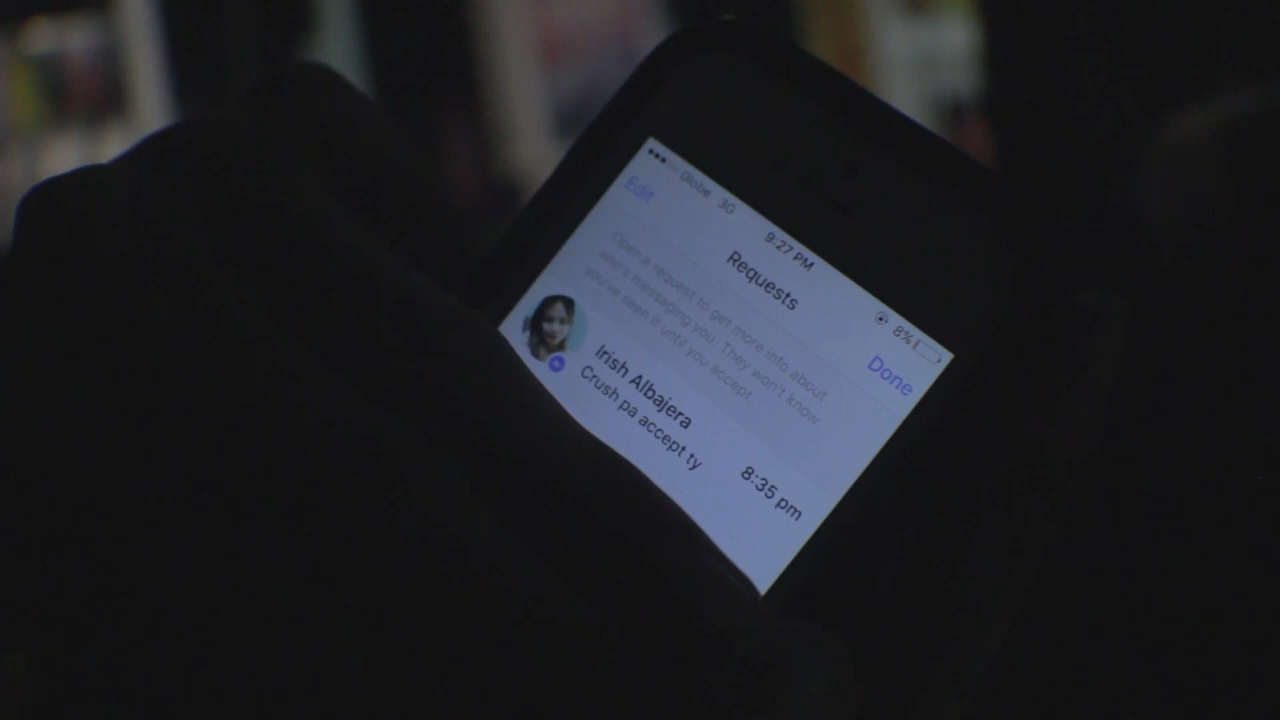 Globe 3G 9:27 PM 8%
Edit Requests Done
Open a request to get more info about
who's messaging you. They won't know
you've seen it until you accept.
Irish Albajera
Crush pa accept ty 8:35 pm